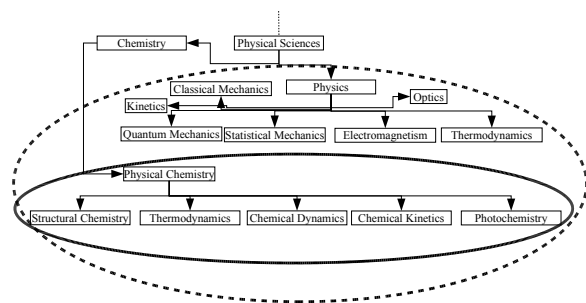 Chemistry
Physical Sciences
Classical Mechanics
Physics
Optics
Kinetics
Quantum Mechanics
Statistical Mechanics
Electromagnetism
Thermodynamics
Physical Chemistry
Structural Chemistry
Thermodynamics
Chemical Dynamics
Chemical Kinetics
Photochemistry